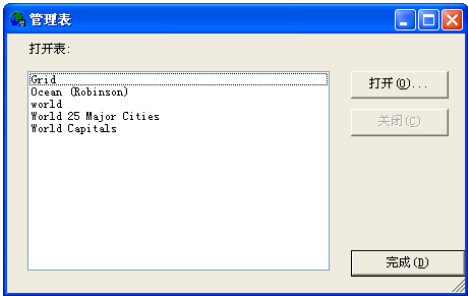 管理表
打开表:
Grid
Ocean (Robinson)
world
World 25 Major Cities
World Capitals
打开(O)...
关闭(C)
完成(D)